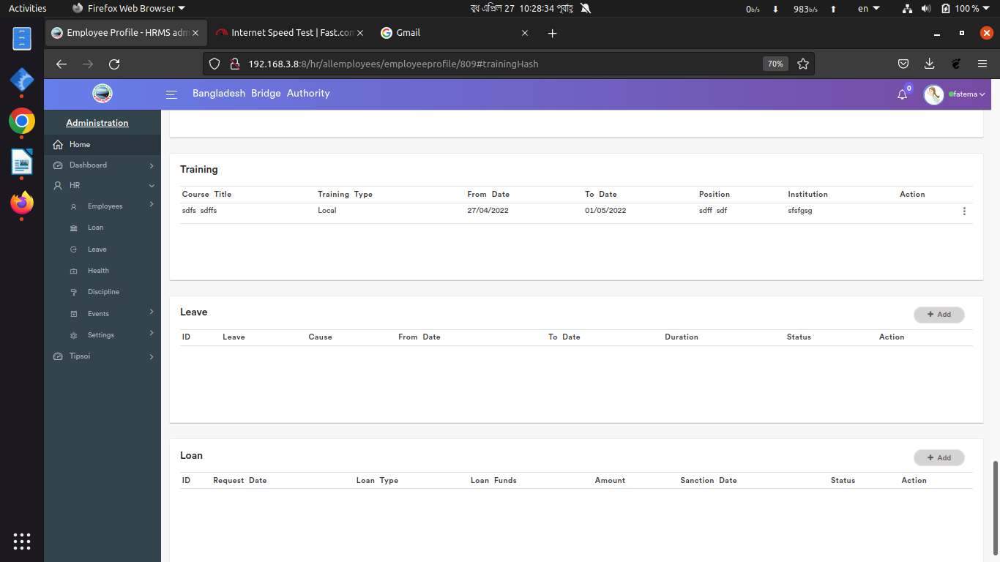 Activities Firefox Web Browser বুধ এপ্রিল 27 10:28:34 পূর্বাহ্ণ 0b/s 983b/s en 100 %
Employee Profile - HRMS adm Internet Speed Test | Fast.com Gmail
192.168.3.8:8/hr/allemployees/employeeprofile/809#trainingHash 70%
Bangladesh Bridge Authority 0 fatema
Administration
Home
Dashboard
HR
Employees
Loan
Leave
Health
Discipline
Events
Settings
Tipsoi
Training
Course Title Training Type From Date To Date Position Institution Action
sdfs sdffs Local 27/04/2022 01/05/2022 sdff sdf sfsfgsg
Leave + Add
ID Leave Cause From Date To Date Duration Status Action
Loan + Add
ID Request Date Loan Type Loan Funds Amount Sanction Date Status Action